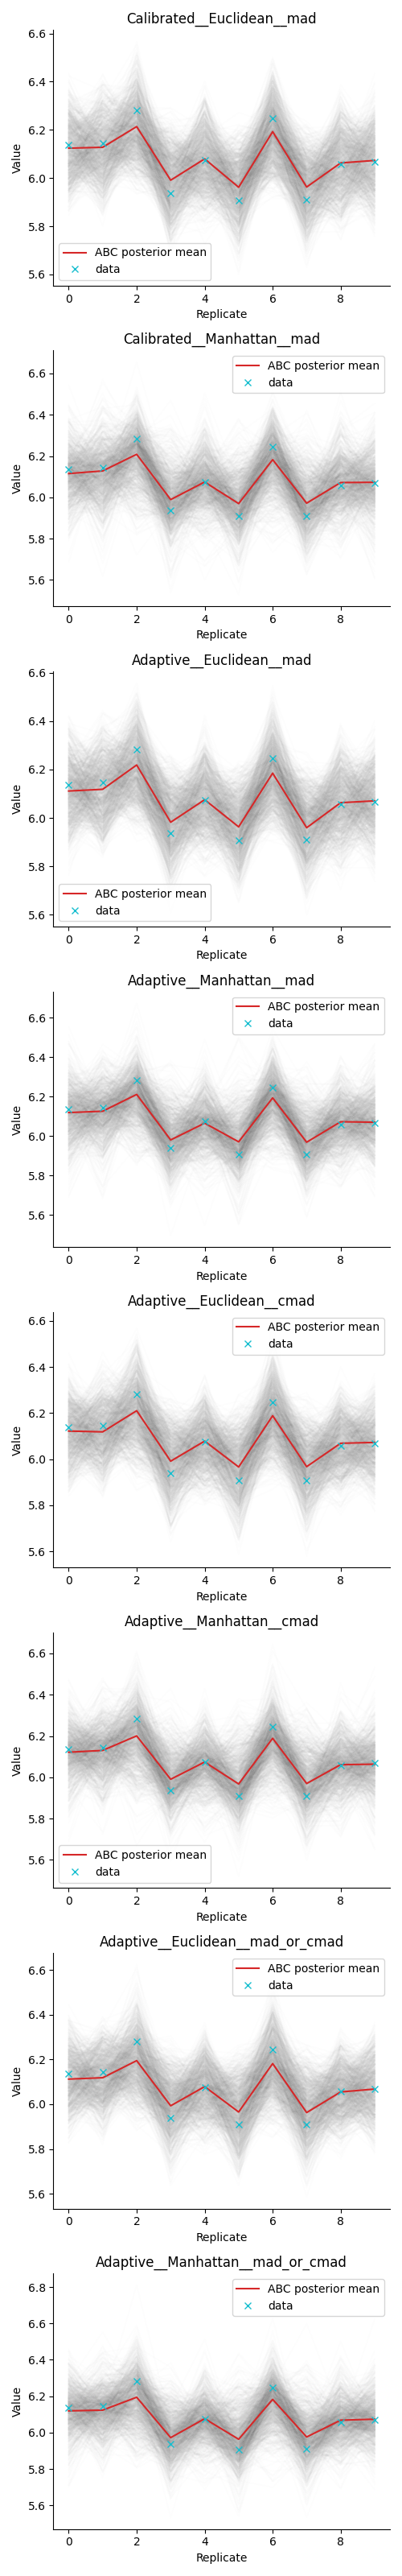 Calibrated__Euclidean__mad
6.6
6.4
6.2
6.0
5.8
5.6
Value
ABC posterior mean
data
0 2 4 6 8
Replicate
Calibrated__Manhattan__mad
ABC posterior mean
data
6.6
6.4
6.2
6.0
5.8
5.6
Value
0 2 4 6 8
Replicate
Adaptive__Euclidean__mad
6.6
6.4
6.2
6.0
5.8
5.6
Value
ABC posterior mean
data
0 2 4 6 8
Replicate
Adaptive__Manhattan__mad
ABC posterior mean
data
6.6
6.4
6.2
6.0
5.8
5.6
Value
0 2 4 6 8
Replicate
Adaptive__Euclidean__cmad
ABC posterior mean
data
6.6
6.4
6.2
6.0
5.8
5.6
Value
0 2 4 6 8
Replicate
Adaptive__Manhattan__cmad
6.6
6.4
6.2
6.0
5.8
5.6
Value
ABC posterior mean
data
0 2 4 6 8
Replicate
Adaptive__Euclidean__mad_or_cmad
ABC posterior mean
data
6.6
6.4
6.2
6.0
5.8
5.6
Value
0 2 4 6 8
Replicate
Adaptive__Manhattan__mad_or_cmad
ABC posterior mean
data
6.8
6.6
6.4
6.2
6.0
5.8
5.6
Value
0 2 4 6 8
Replicate